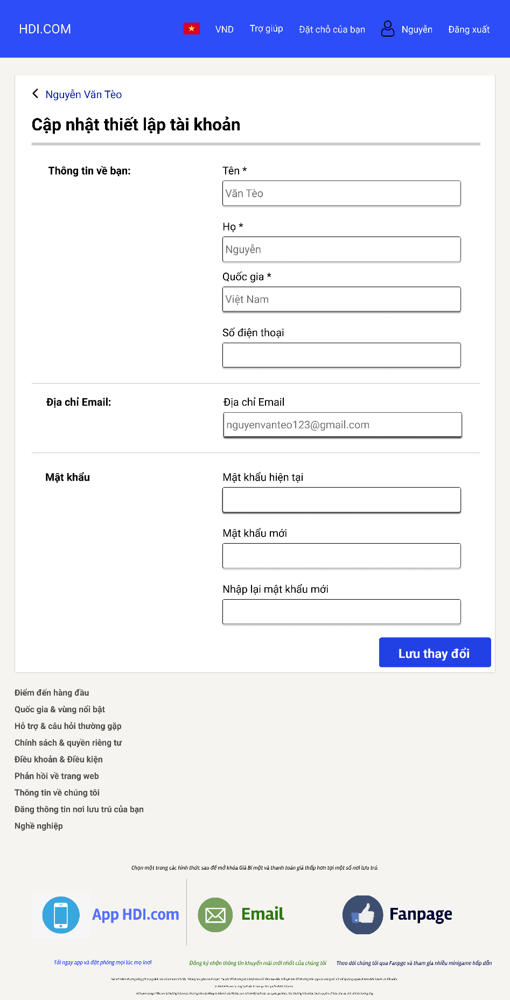 HDI.COM VND Trợ giúp Đặt chỗ của bạn Nguyễn Đăng xuất
Nguyễn Văn Tèo
Cập nhật thiết lập tài khoản
Thông tin về bạn:
Tên *
Văn Tèo
Họ *
Nguyễn
Quốc gia *
Việt Nam
Số điện thoại
Địa chỉ Email:
Địa chỉ Email
nguyenvanteo123@gmail.com
Mật khẩu
Mật khẩu hiện tại
Mật khẩu mới
Nhập lại mật khẩu mới
Lưu thay đổi
Điểm đến hàng đầu
Quốc gia & vùng nổi bật
Hỗ trợ & câu hỏi thường gặp
Chính sách & quyền riêng tư
Điều khoản & Điều kiện
Phản hồi về trang web
Thông tin về chúng tôi
Đăng thông tin nơi lưu trú của bạn
Nghề nghiệp
Chọn một trong các hình thức sau để mở khóa Giá Bí mật và thanh toán giá thấp hơn tại một số nơi lưu trú.
App HDI.com
Email
Fanpage
Tải ngay app và đặt phòng mọi lúc mọ inơi
Đăng ký nhận thông tin khuyến mãi mới nhất của chúng tôi
Theo dõi chúng tôi qua Fanpge và tham gia nhiều minigame hấp dẫn